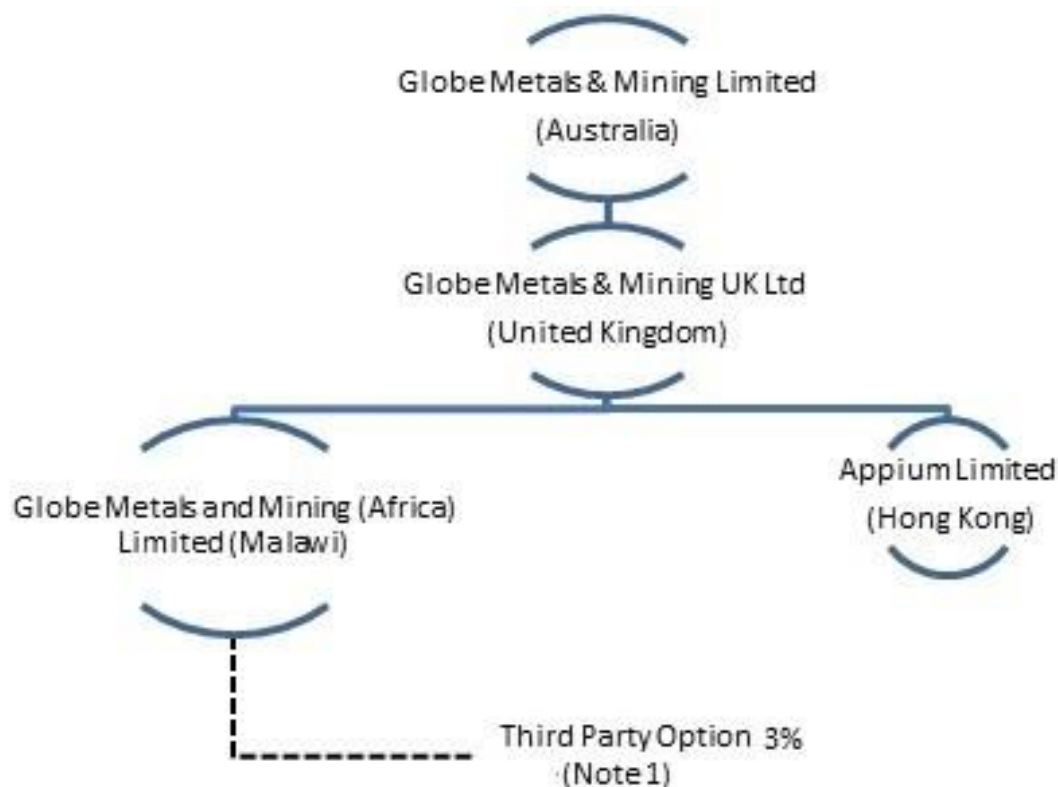 Globe Metals & Mining Limited
(Australia)
Globe Metals & Mining UK Ltd
(United Kingdom)
Globe Metals and Mining (Africa)
Limited (Malawi)
Appium Limited
(Hong Kong)
Third Party Option 3%
(Note 1)